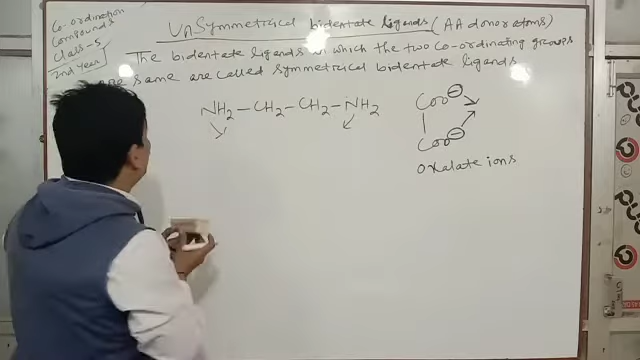 Co-ordination
Compounds
Class-5
2nd Year
UnSymmetrical bidentate ligands (AA donor atoms)
The bidentate ligands in which the two Co-ordinating groups
are same are called symmetrical bidentate ligands
NH2-CH2-CH2-NH2
Coo⊖
Coo⊖
oxalate ions